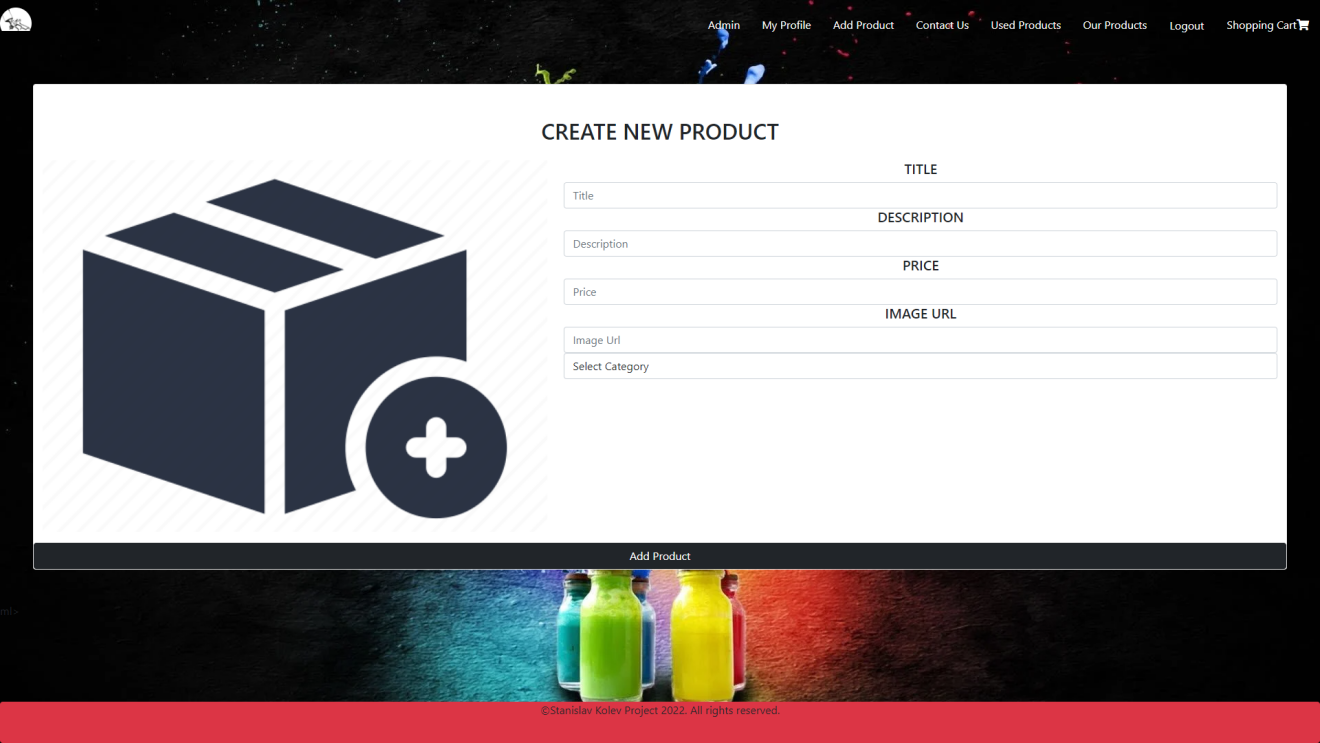 Admin My Profile Add Product Contact Us Used Products Our Products Logout Shopping Cart
CREATE NEW PRODUCT
TITLE
Title
DESCRIPTION
Description
PRICE
Price
IMAGE URL
Image Url
Select Category
Add Product
ml>
©Stanislav Kolev Project 2022. All rights reserved.